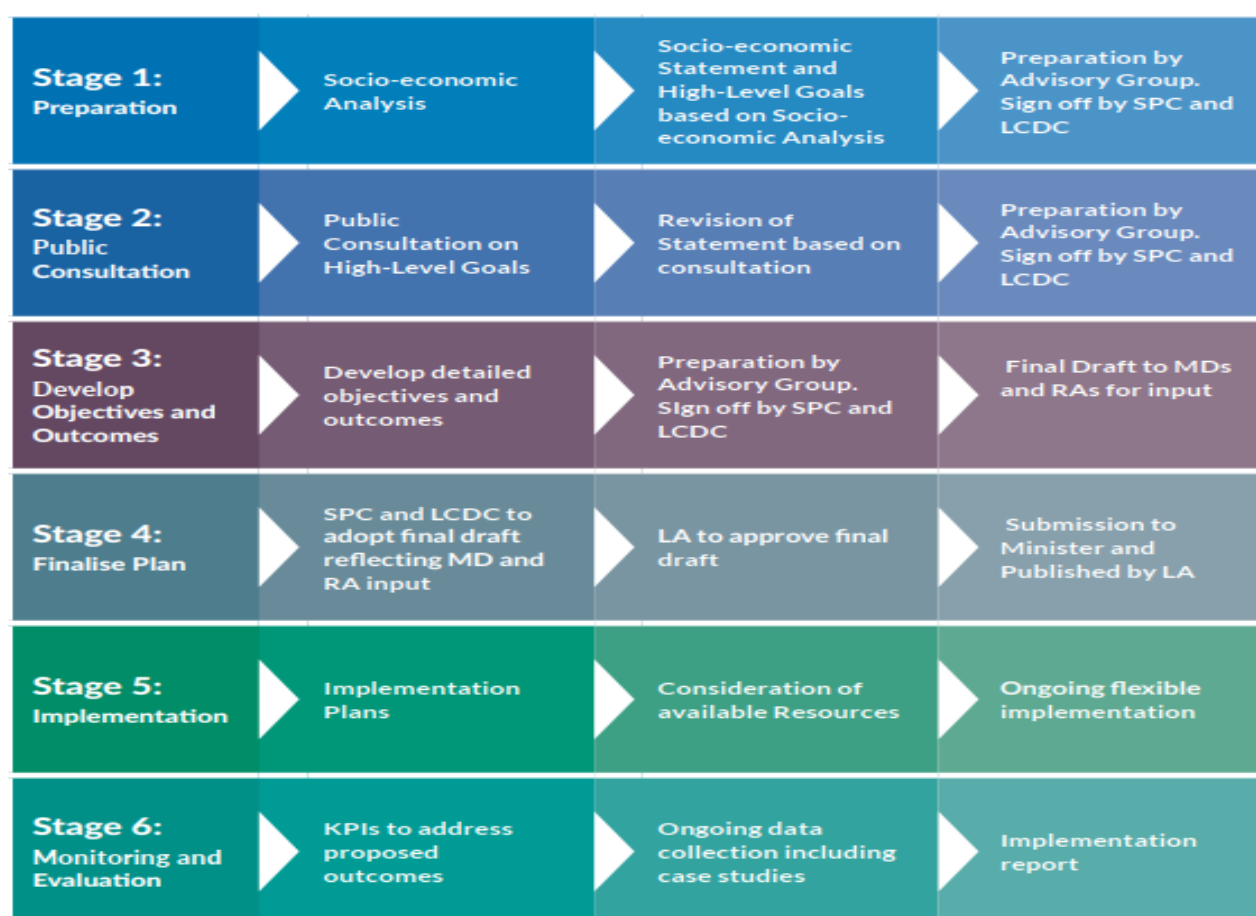 Stage 1:
Preparation
Socio-economic
Analysis
Socio-economic
Statement and
High-Level Goals
based on Socio-
economic Analysis
Preparation by
Advisory Group.
Sign off by SPC and
LCDC
Stage 2:
Public
Consultation
Public
Consultation on
High-Level Goals
Revision of
Statement based on
consultation
Preparation by
Advisory Group.
Sign off by SPC and
LCDC
Stage 3:
Develop
Objectives and
Outcomes
Develop detailed
objectives and
outcomes
Preparation by
Advisory Group.
SIgn off by SPC and
LCDC
Final Draft to MDs
and RAs for input
Stage 4:
Finalise Plan
SPC and LCDC to
adopt final draft
reflecting MD and
RA input
LA to approve final
draft
Submission to
Minister and
Published by LA
Stage 5:
Implementation
Implementation
Plans
Consideration of
available Resources
Ongoing flexible
implementation
Stage 6:
Monitoring and
Evaluation
KPIs to address
proposed
outcomes
Ongoing data
collection including
case studies
Implementation
report